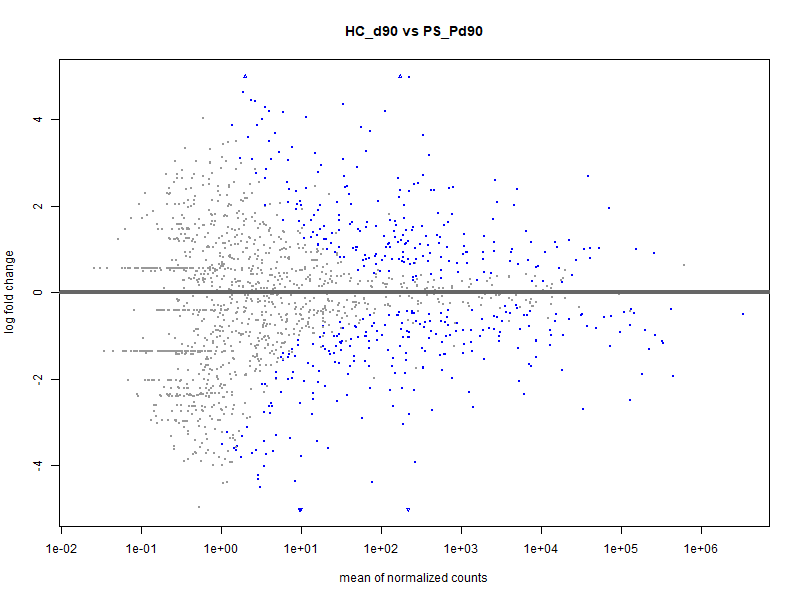 HC_d90 vs PS_Pd90
log fold change
4
2
0
-2
-4
1e-02 1e-01 1e+00 1e+01 1e+02 1e+03 1e+04 1e+05 1e+06
mean of normalized counts